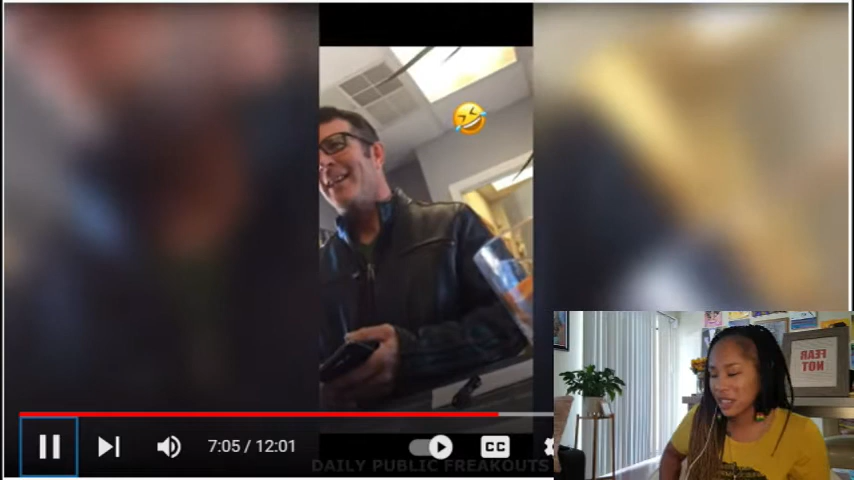 FEAR
NOT
7:05 / 12:01
CC
DAILY PUBLIC FREAKOUTS